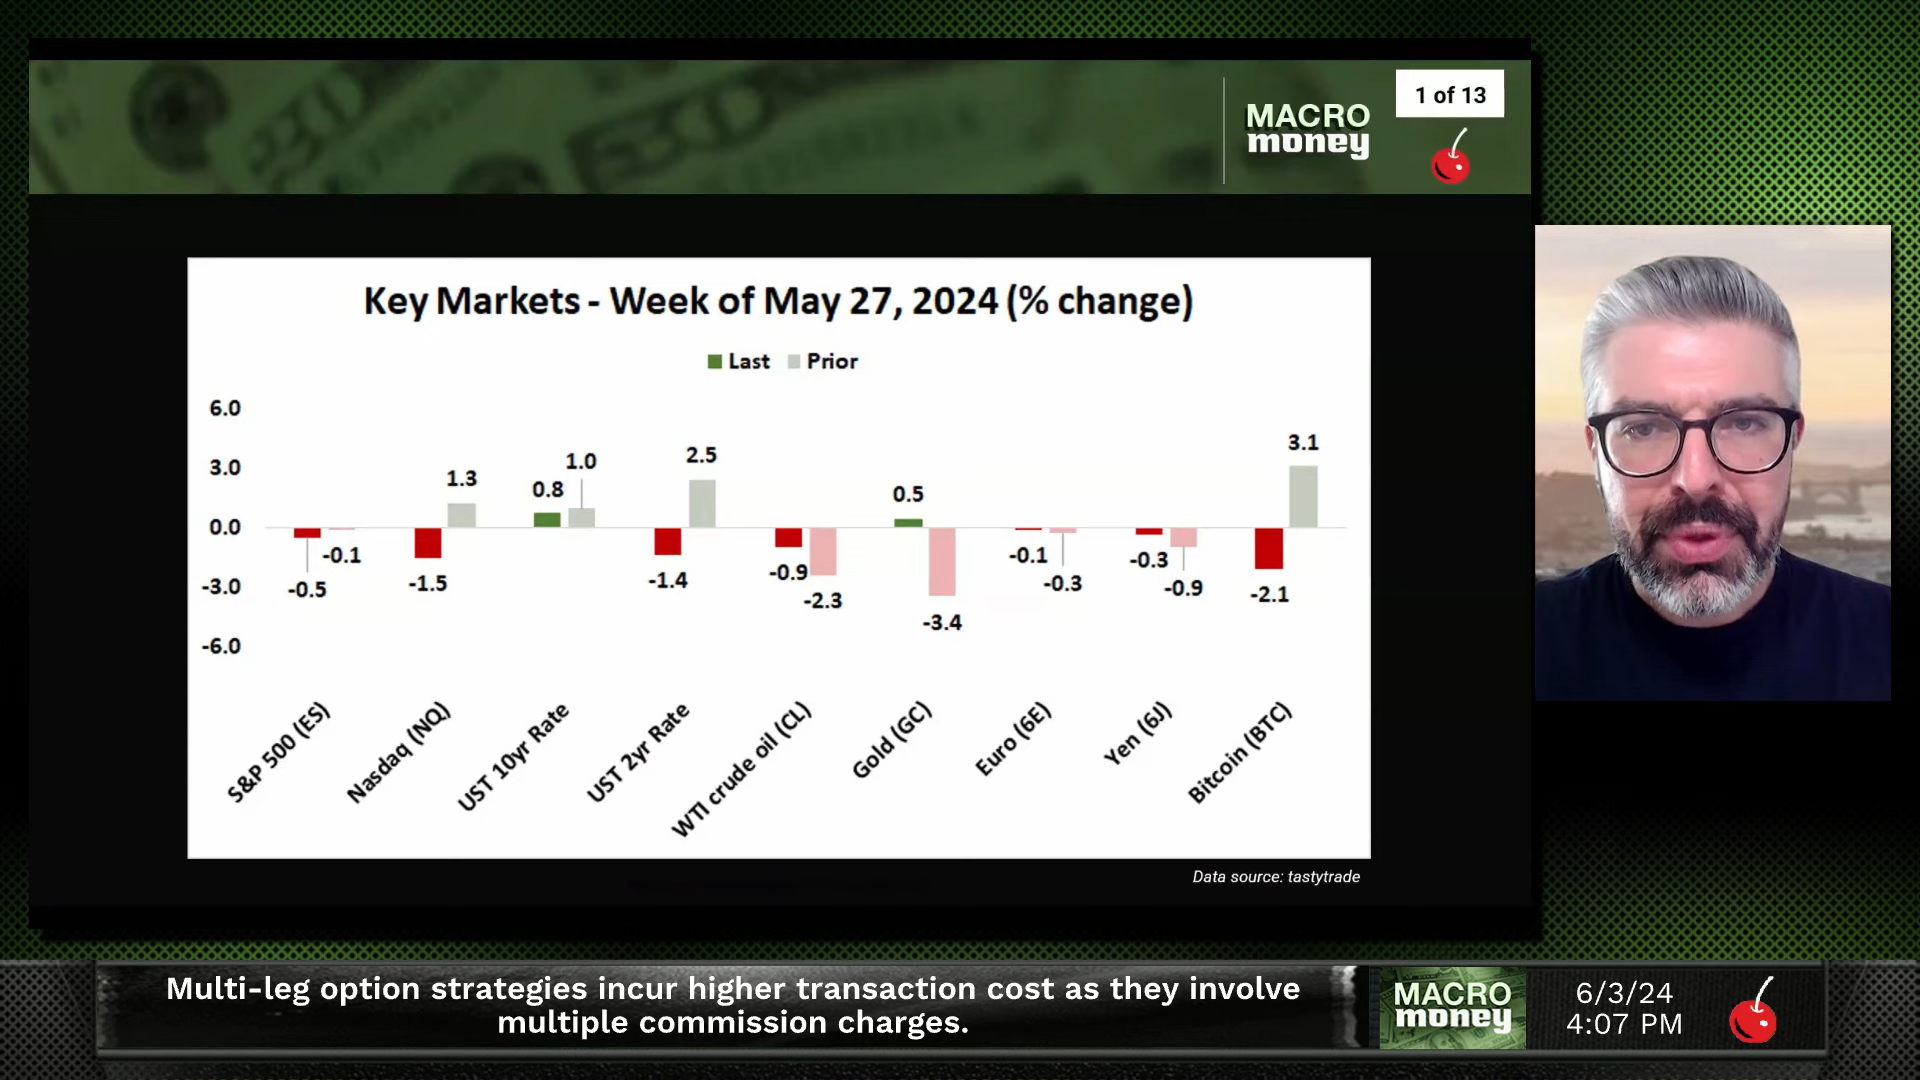 MACRO
money
1 of 13
Key Markets - Week of May 27, 2024 (% change)
Last Prior
6.0
3.0
0.0
-3.0
-6.0
-0.5
-0.1
-1.5
1.3
0.8
1.0
-1.4
2.5
-0.9
-2.3
0.5
-3.4
-0.1
-0.3
-0.3
-0.9
-2.1
3.1
S&P 500 (ES)
Nasdaq (NQ)
UST 10yr Rate
UST 2yr Rate
WTI crude oil (CL)
Gold (GC)
Euro (6E)
Yen (6J)
Bitcoin (BTC)
Data source: tastytrade
Multi-leg option strategies incur higher transaction cost as they involve
multiple commission charges.
MACRO
money
6/3/24
4:07 PM